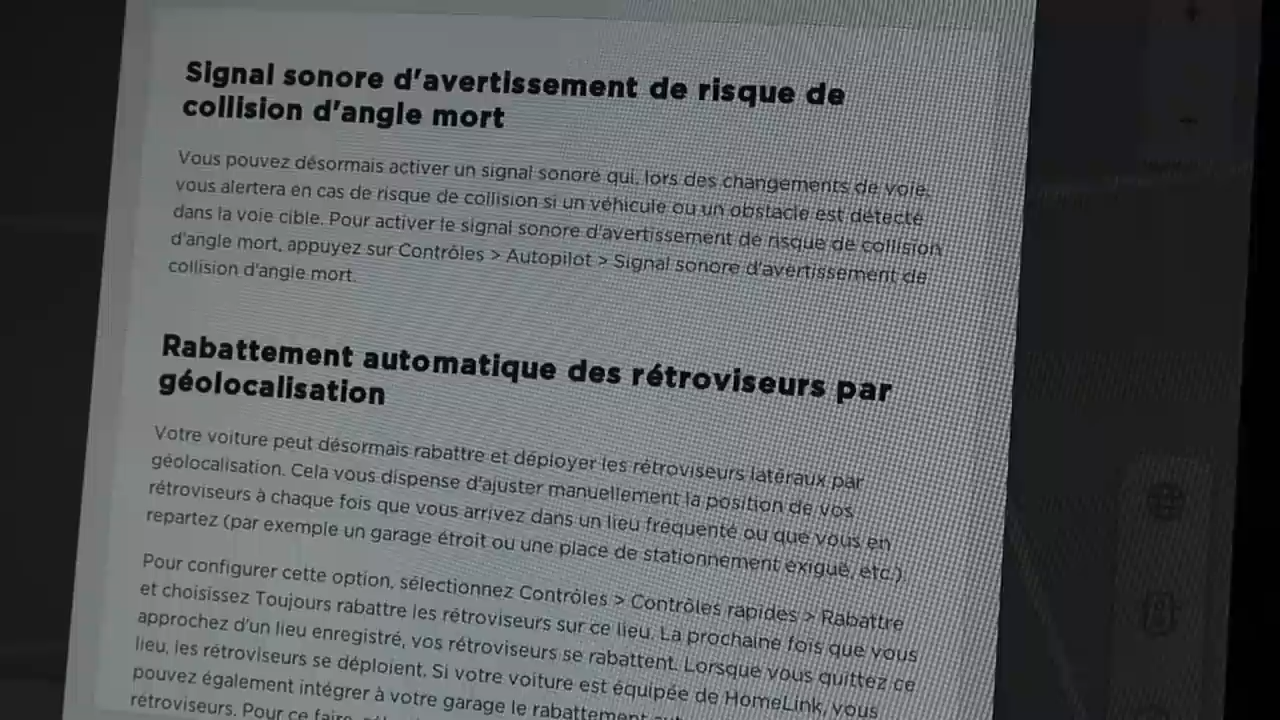 Signal sonore d'avertissement de risque de
collision d'angle mort
Vous pouvez désormais activer un signal sonore qui, lors des changements de voie,
vous alertera en cas de risque de collision si un véhicule ou un obstacle est détecté
dans la voie cible. Pour activer le signal sonore d'avertissement de risque de collision
d'angle mort, appuyez sur Contrôles > Autopilot > Signal sonore d'avertissement de
collision d'angle mort.
Rabattement automatique des rétroviseurs par
géolocalisation
Votre voiture peut désormais rabattre et déployer les rétroviseurs latéraux par
géolocalisation. Cela vous dispense d'ajuster manuellement la position de vos
rétroviseurs à chaque fois que vous arrivez dans un lieu fréquenté ou que vous en
repartez (par exemple un garage étroit ou une place de stationnement exiguë, etc.).
Pour configurer cette option, sélectionnez Contrôles > Contrôles rapides > Rabattre
et choisissez Toujours rabattre les rétroviseurs sur ce lieu. La prochaine fois que vous
approchez d'un lieu enregistré, vos rétroviseurs se rabattent. Lorsque vous quittez ce
lieu, les rétroviseurs se déploient. Si votre voiture est équipée de HomeLink, vous
pouvez également intégrer à votre garage le rabattement
rétroviseurs. Pour ce faire,